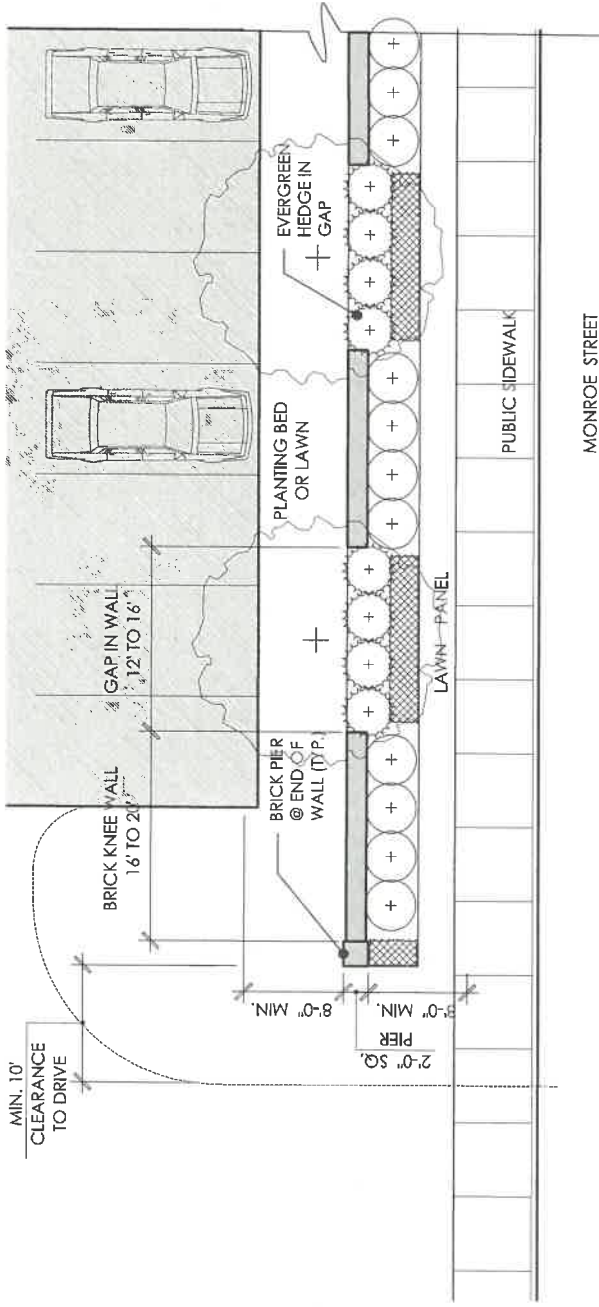 MIN. 10'
CLEARANCE
TO DRIVE
BRICK KNEE WALL
16' TO 20'
GAP IN WALL
12' TO 16'
BRICK PIER
@ END OF
WALL (TYP.)
PLANTING BED
OR LAWN
EVERGREEN
HEDGE IN
GAP
8'-0" MIN.
2'-0" SQ.
PIER
8'-0" MIN.
LAWN PANEL
PUBLIC SIDEWALK
MONROE STREET